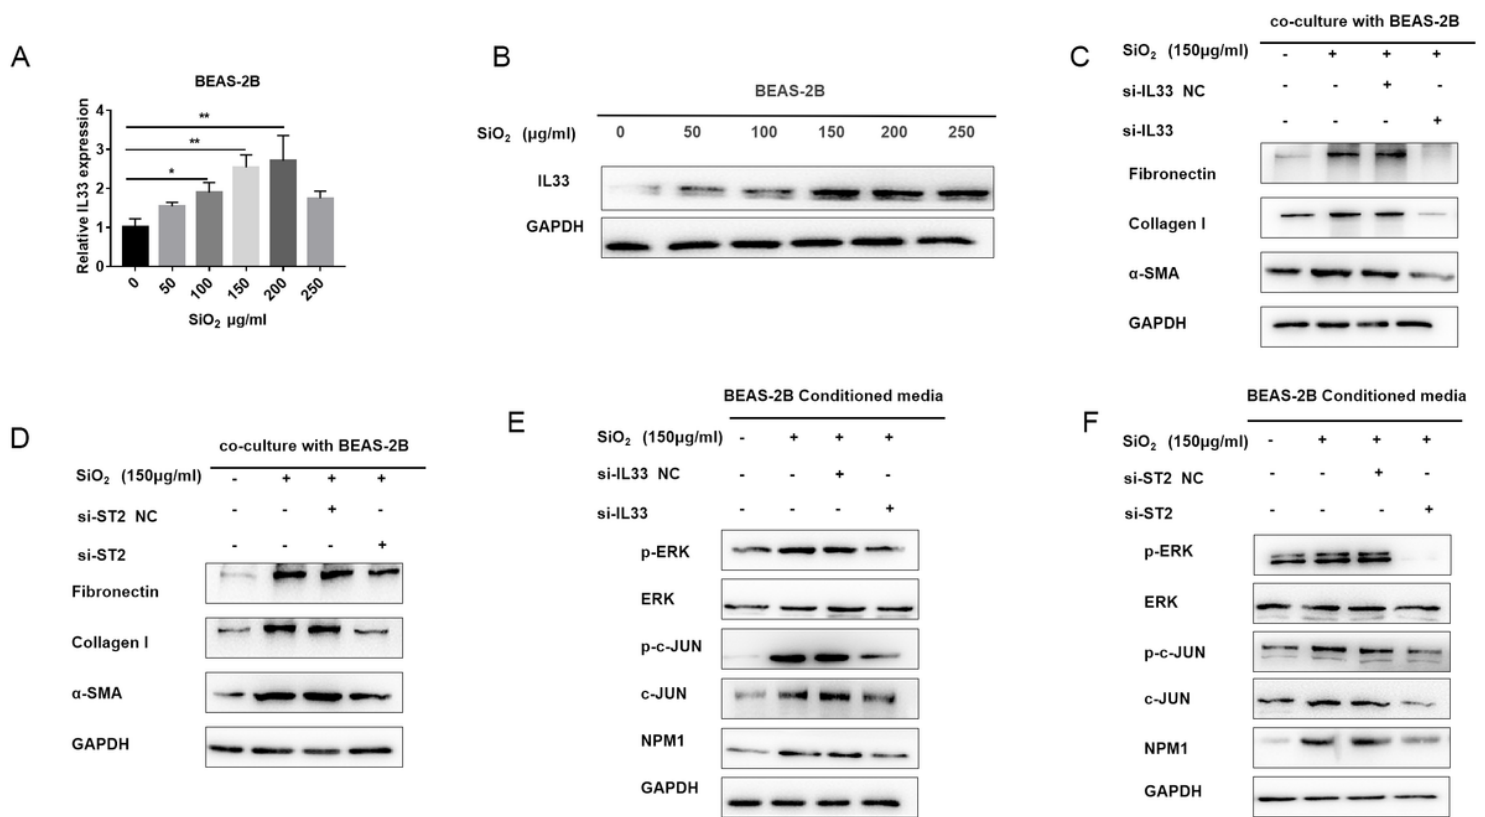 A
BEAS-2B
Relative IL33 expression
4
3
2
1
0
**
**
*
0
50
100
150
200
250
SiO2 μg/ml
B
BEAS-2B
SiO2 (μg/ml) 0 50 100 150 200 250
IL33
GAPDH
C
co-culture with BEAS-2B
SiO2 (150μg/ml) - + + +
si-IL33 NC - - + -
si-IL33 - - - +
Fibronectin
Collagen I
α-SMA
GAPDH
D
co-culture with BEAS-2B
SiO2 (150μg/ml) - + + +
si-ST2 NC - - + -
si-ST2 - - - +
Fibronectin
Collagen I
α-SMA
GAPDH
E
BEAS-2B Conditioned media
SiO2 (150μg/ml) - + + +
si-IL33 NC - - + -
si-IL33 - - - +
p-ERK
ERK
p-c-JUN
c-JUN
NPM1
GAPDH
F
BEAS-2B Conditioned media
SiO2 (150μg/ml) - + + +
si-ST2 NC - - + -
si-ST2 - - - +
p-ERK
ERK
p-c-JUN
c-JUN
NPM1
GAPDH